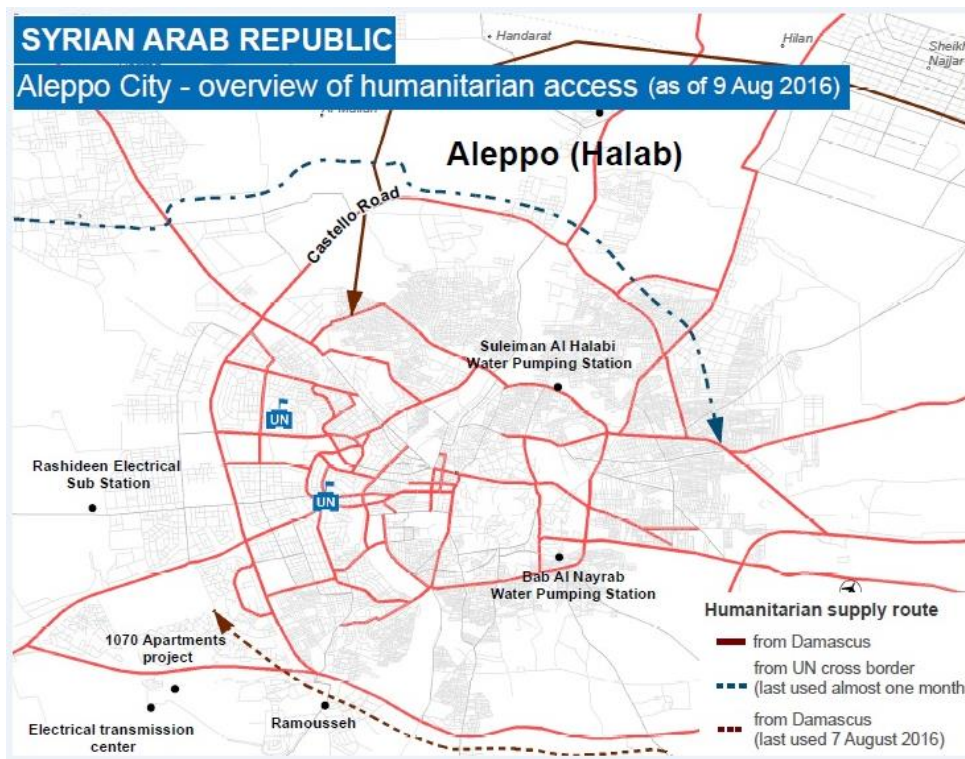 SYRIAN ARAB REPUBLIC
Aleppo City - overview of humanitarian access (as of 9 Aug 2016)
Handarat
Hilan
Sheikh
Najjar
Aleppo (Halab)
Castello Road
Suleiman Al Halabi
Water Pumping Station
UN
Rashideen Electrical
Sub Station
UN
Bab Al Nayrab
Water Pumping Station
1070 Apartments
project
Ramousseh
Electrical transmission
center
Humanitarian supply route
from Damascus
from UN cross border
(last used almost one month
from Damascus
(last used 7 August 2016)